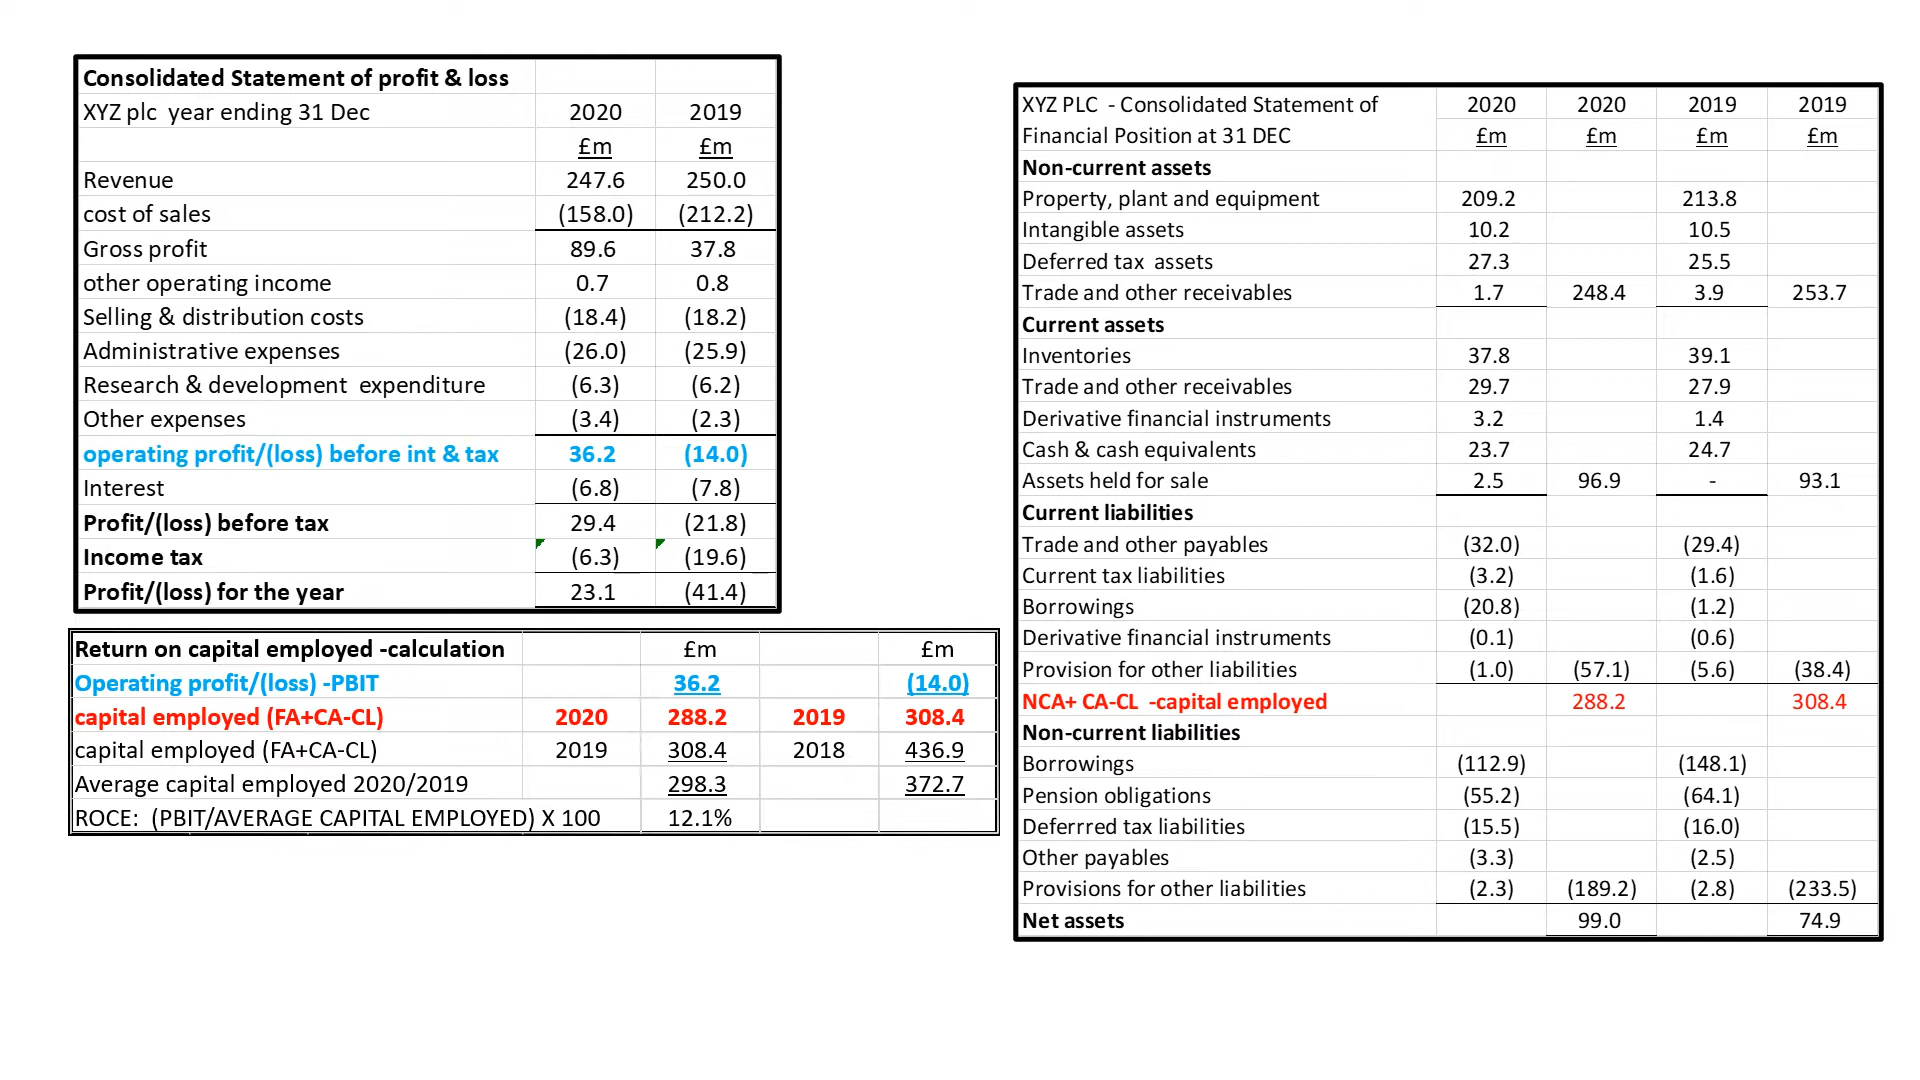 Consolidated Statement of profit & loss
XYZ plc year ending 31 Dec 2020 2019
£m £m
Revenue 247.6 250.0
cost of sales (158.0) (212.2)
Gross profit 89.6 37.8
other operating income 0.7 0.8
Selling & distribution costs (18.4) (18.2)
Administrative expenses (26.0) (25.9)
Research & development expenditure (6.3) (6.2)
Other expenses (3.4) (2.3)
operating profit/(loss) before int & tax 36.2 (14.0)
Interest (6.8) (7.8)
Profit/(loss) before tax 29.4 (21.8)
Income tax (6.3) (19.6)
Profit/(loss) for the year 23.1 (41.4)
Return on capital employed -calculation £m £m
Operating profit/(loss) -PBIT 36.2 (14.0)
capital employed (FA+CA-CL) 2020 288.2 2019 308.4
capital employed (FA+CA-CL) 2019 308.4 2018 436.9
Average capital employed 2020/2019 298.3 372.7
ROCE: (PBIT/AVERAGE CAPITAL EMPLOYED) X 100 12.1%
XYZ PLC - Consolidated Statement of 2020 2020 2019 2019
Financial Position at 31 DEC £m £m £m £m
Non-current assets
Property, plant and equipment 209.2 213.8
Intangible assets 10.2 10.5
Deferred tax assets 27.3 25.5
Trade and other receivables 1.7 248.4 3.9 253.7
Current assets
Inventories 37.8 39.1
Trade and other receivables 29.7 27.9
Derivative financial instruments 3.2 1.4
Cash & cash equivalents 23.7 24.7
Assets held for sale 2.5 96.9 - 93.1
Current liabilities
Trade and other payables (32.0) (29.4)
Current tax liabilities (3.2) (1.6)
Borrowings (20.8) (1.2)
Derivative financial instruments (0.1) (0.6)
Provision for other liabilities (1.0) (57.1) (5.6) (38.4)
NCA+ CA-CL -capital employed 288.2 308.4
Non-current liabilities
Borrowings (112.9) (148.1)
Pension obligations (55.2) (64.1)
Deferrred tax liabilities (15.5) (16.0)
Other payables (3.3) (2.5)
Provisions for other liabilities (2.3) (189.2) (2.8) (233.5)
Net assets 99.0 74.9